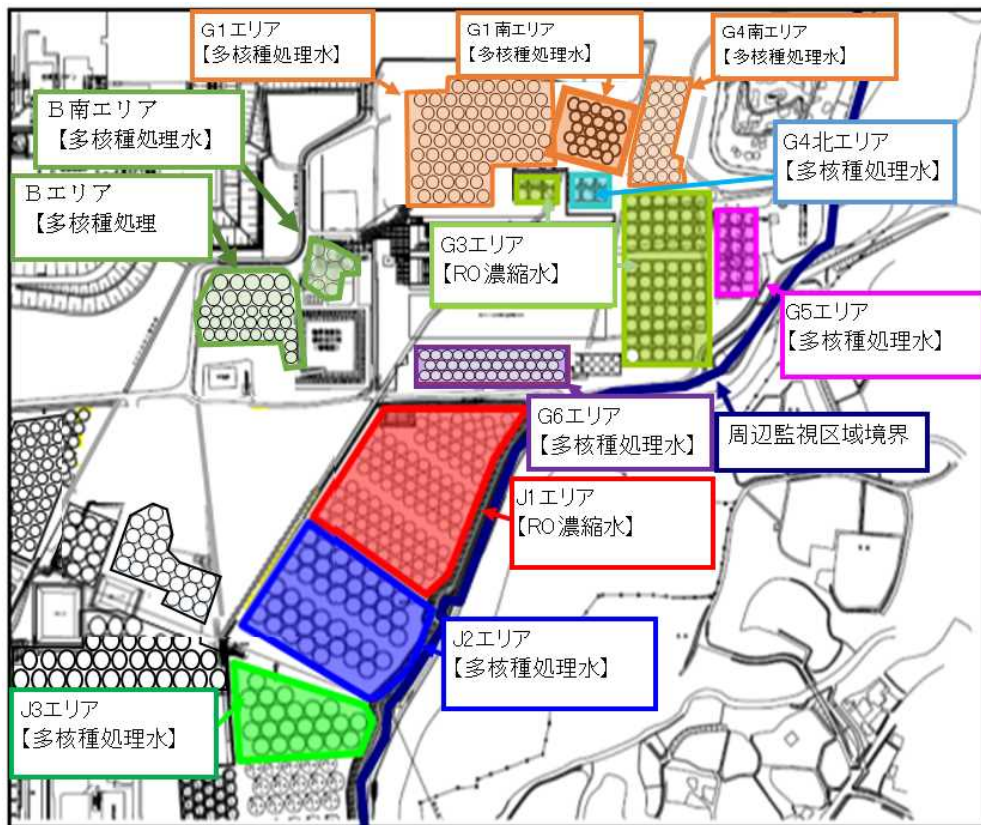 G1エリア
【多核種処理水】
G1南エリア
【多核種処理水】
G4南エリア
【多核種処理水】
B南エリア
【多核種処理水】
G4北エリア
【多核種処理水】
Bエリア
【多核種処理
G3エリア
【RO濃縮水】
G5エリア
【多核種処理水】
G6エリア
【多核種処理水】
周辺監視区域境界
J1エリア
【RO濃縮水】
J2エリア
【多核種処理水】
J3エリア
【多核種処理水】